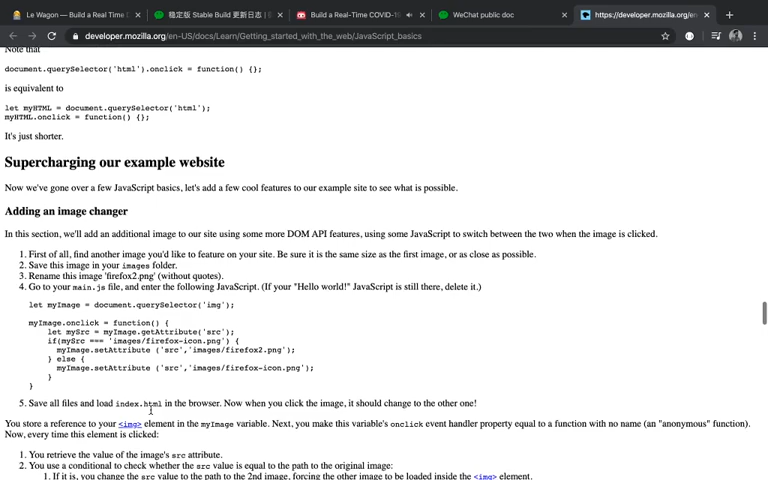 Le Wagon — Build a Real Time
稳定版 Stable Build 更新日志 |
Build a Real-Time COVID-19
WeChat public doc
https://developer.mozilla.org/en
developer.mozilla.org/en-US/docs/Learn/Getting_started_with_the_web/JavaScript_basics
Note that
document.querySelector('html').onclick = function() {};
is equivalent to
let myHTML = document.querySelector('html');
myHTML.onclick = function() {};
It's just shorter.
Supercharging our example website
Now we've gone over a few JavaScript basics, let's add a few cool features to our example site to see what is possible.
Adding an image changer
In this section, we'll add an additional image to our site using some more DOM API features, using some JavaScript to switch between the two when the image is clicked.
1. First of all, find another image you'd like to feature on your site. Be sure it is the same size as the first image, or as close as possible.
2. Save this image in your images folder.
3. Rename this image 'firefox2.png' (without quotes).
4. Go to your main.js file, and enter the following JavaScript. (If your "Hello world!" JavaScript is still there, delete it.)
let myImage = document.querySelector('img');
myImage.onclick = function() {
let mySrc = myImage.getAttribute('src');
if(mySrc === 'images/firefox-icon.png') {
myImage.setAttribute ('src','images/firefox2.png');
} else {
myImage.setAttribute ('src','images/firefox-icon.png');
}
}
5. Save all files and load index.html in the browser. Now when you click the image, it should change to the other one!
You store a reference to your <img> element in the myImage variable. Next, you make this variable's onclick event handler property equal to a function with no name (an "anonymous" function).
Now, every time this element is clicked:
1. You retrieve the value of the image's src attribute.
2. You use a conditional to check whether the src value is equal to the path to the original image:
1. If it is, you change the src value to the path to the 2nd image, forcing the other image to be loaded inside the <img> element.